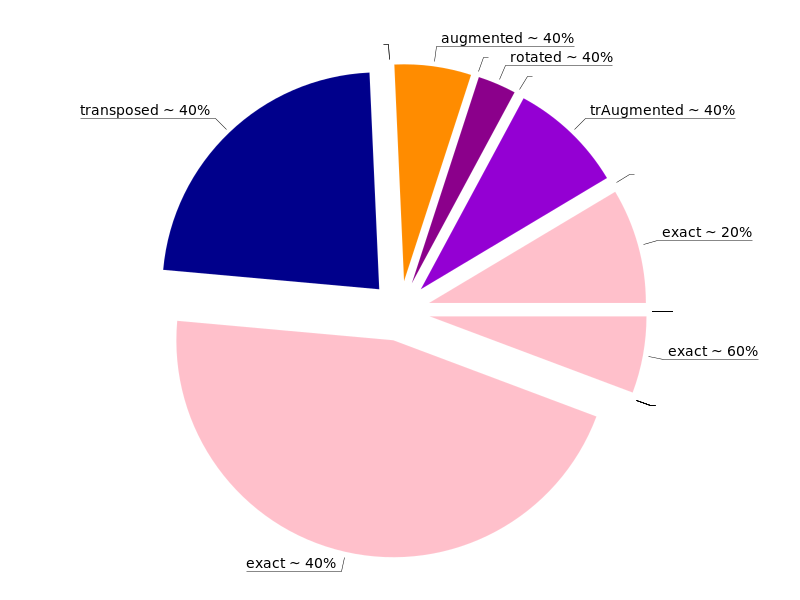 augmented ~ 40%
rotated ~ 40%
transposed ~ 40%
trAugmented ~ 40%
exact ~ 20%
exact ~ 60%
exact ~ 40%